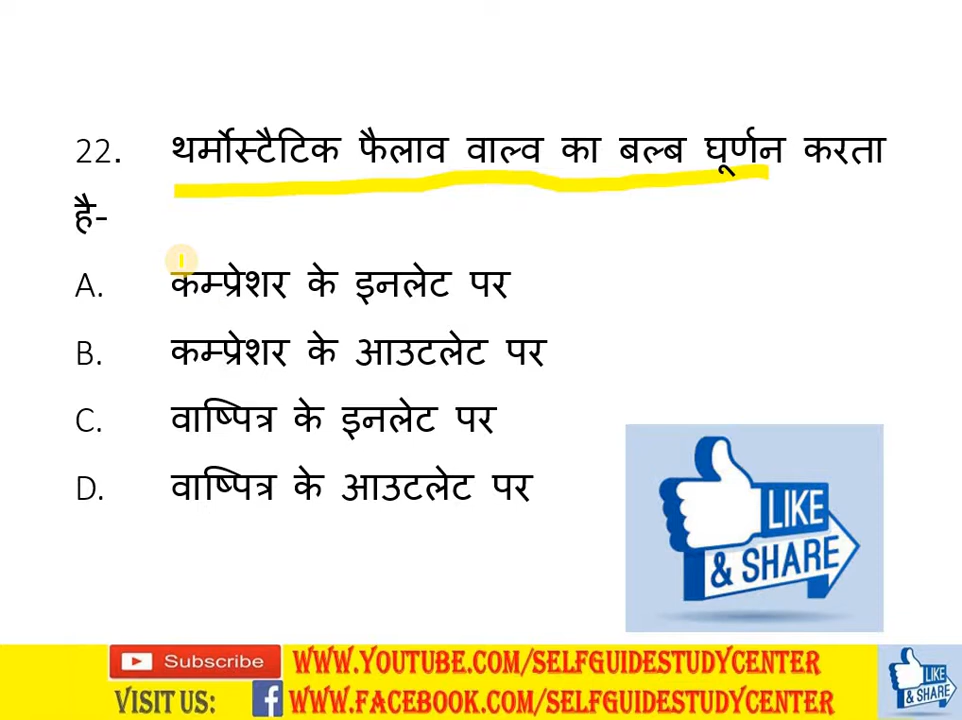 22. थर्मोस्टैटिक फैलाव वाल्व का बल्ब घूर्णन करता
है-
A. कम्प्रेशर के इनलेट पर
B. कम्प्रेशर के आउटलेट पर
C. वाष्पित्र के इनलेट पर
D. वाष्पित्र के आउटलेट पर
LIKE
& SHARE
Subscribe WWW.YOUTUBE.COM/SELFGUIDESTUDYCENTER
VISIT US: f WWW.FACEBOOK.COM/SELFGUIDESTUDYCENTER
LIKE
& SHARE